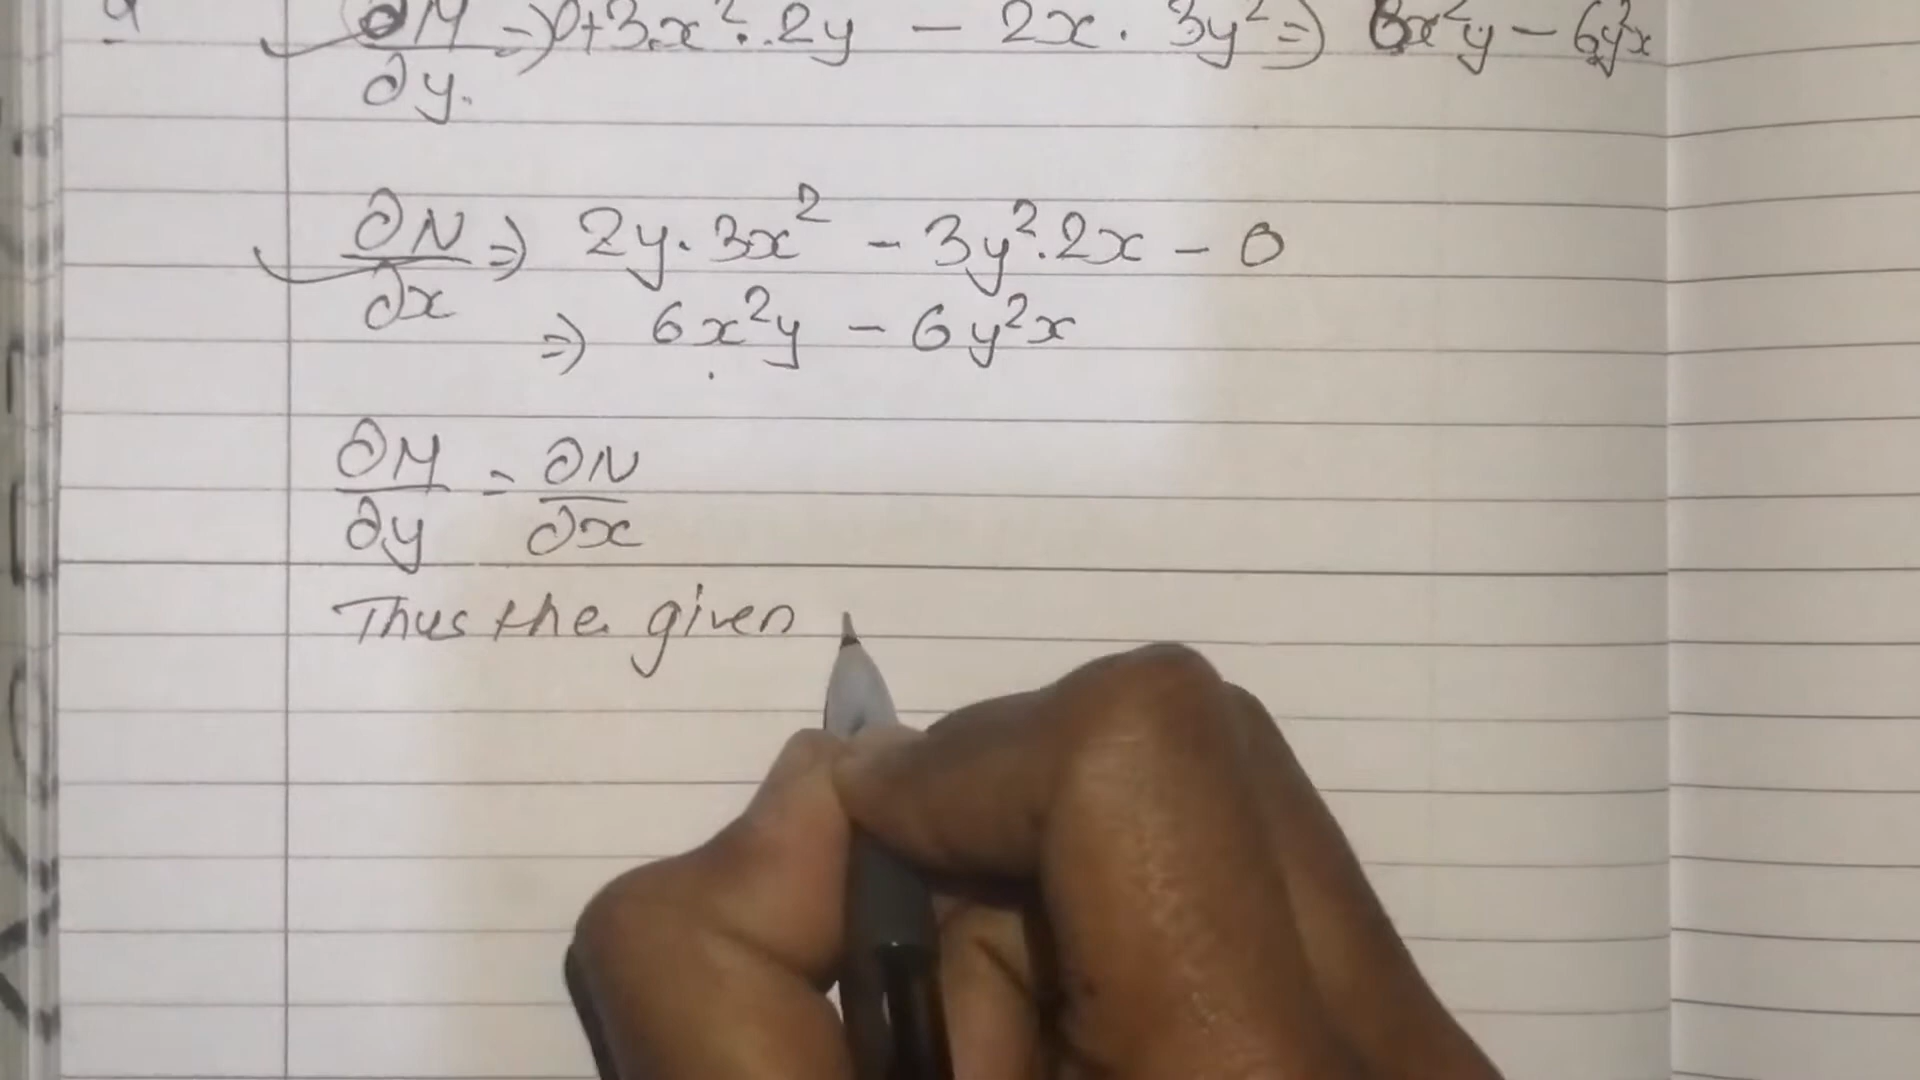 ∂M/∂y ⇒ 0+3x².2y − 2x.3y² ⇒ 6x²y − 6y²x
∂N/∂x ⇒ 2y.3x² − 3y².2x − 0
⇒ 6x²y − 6y²x
∂M/∂y = ∂N/∂x
Thus the given